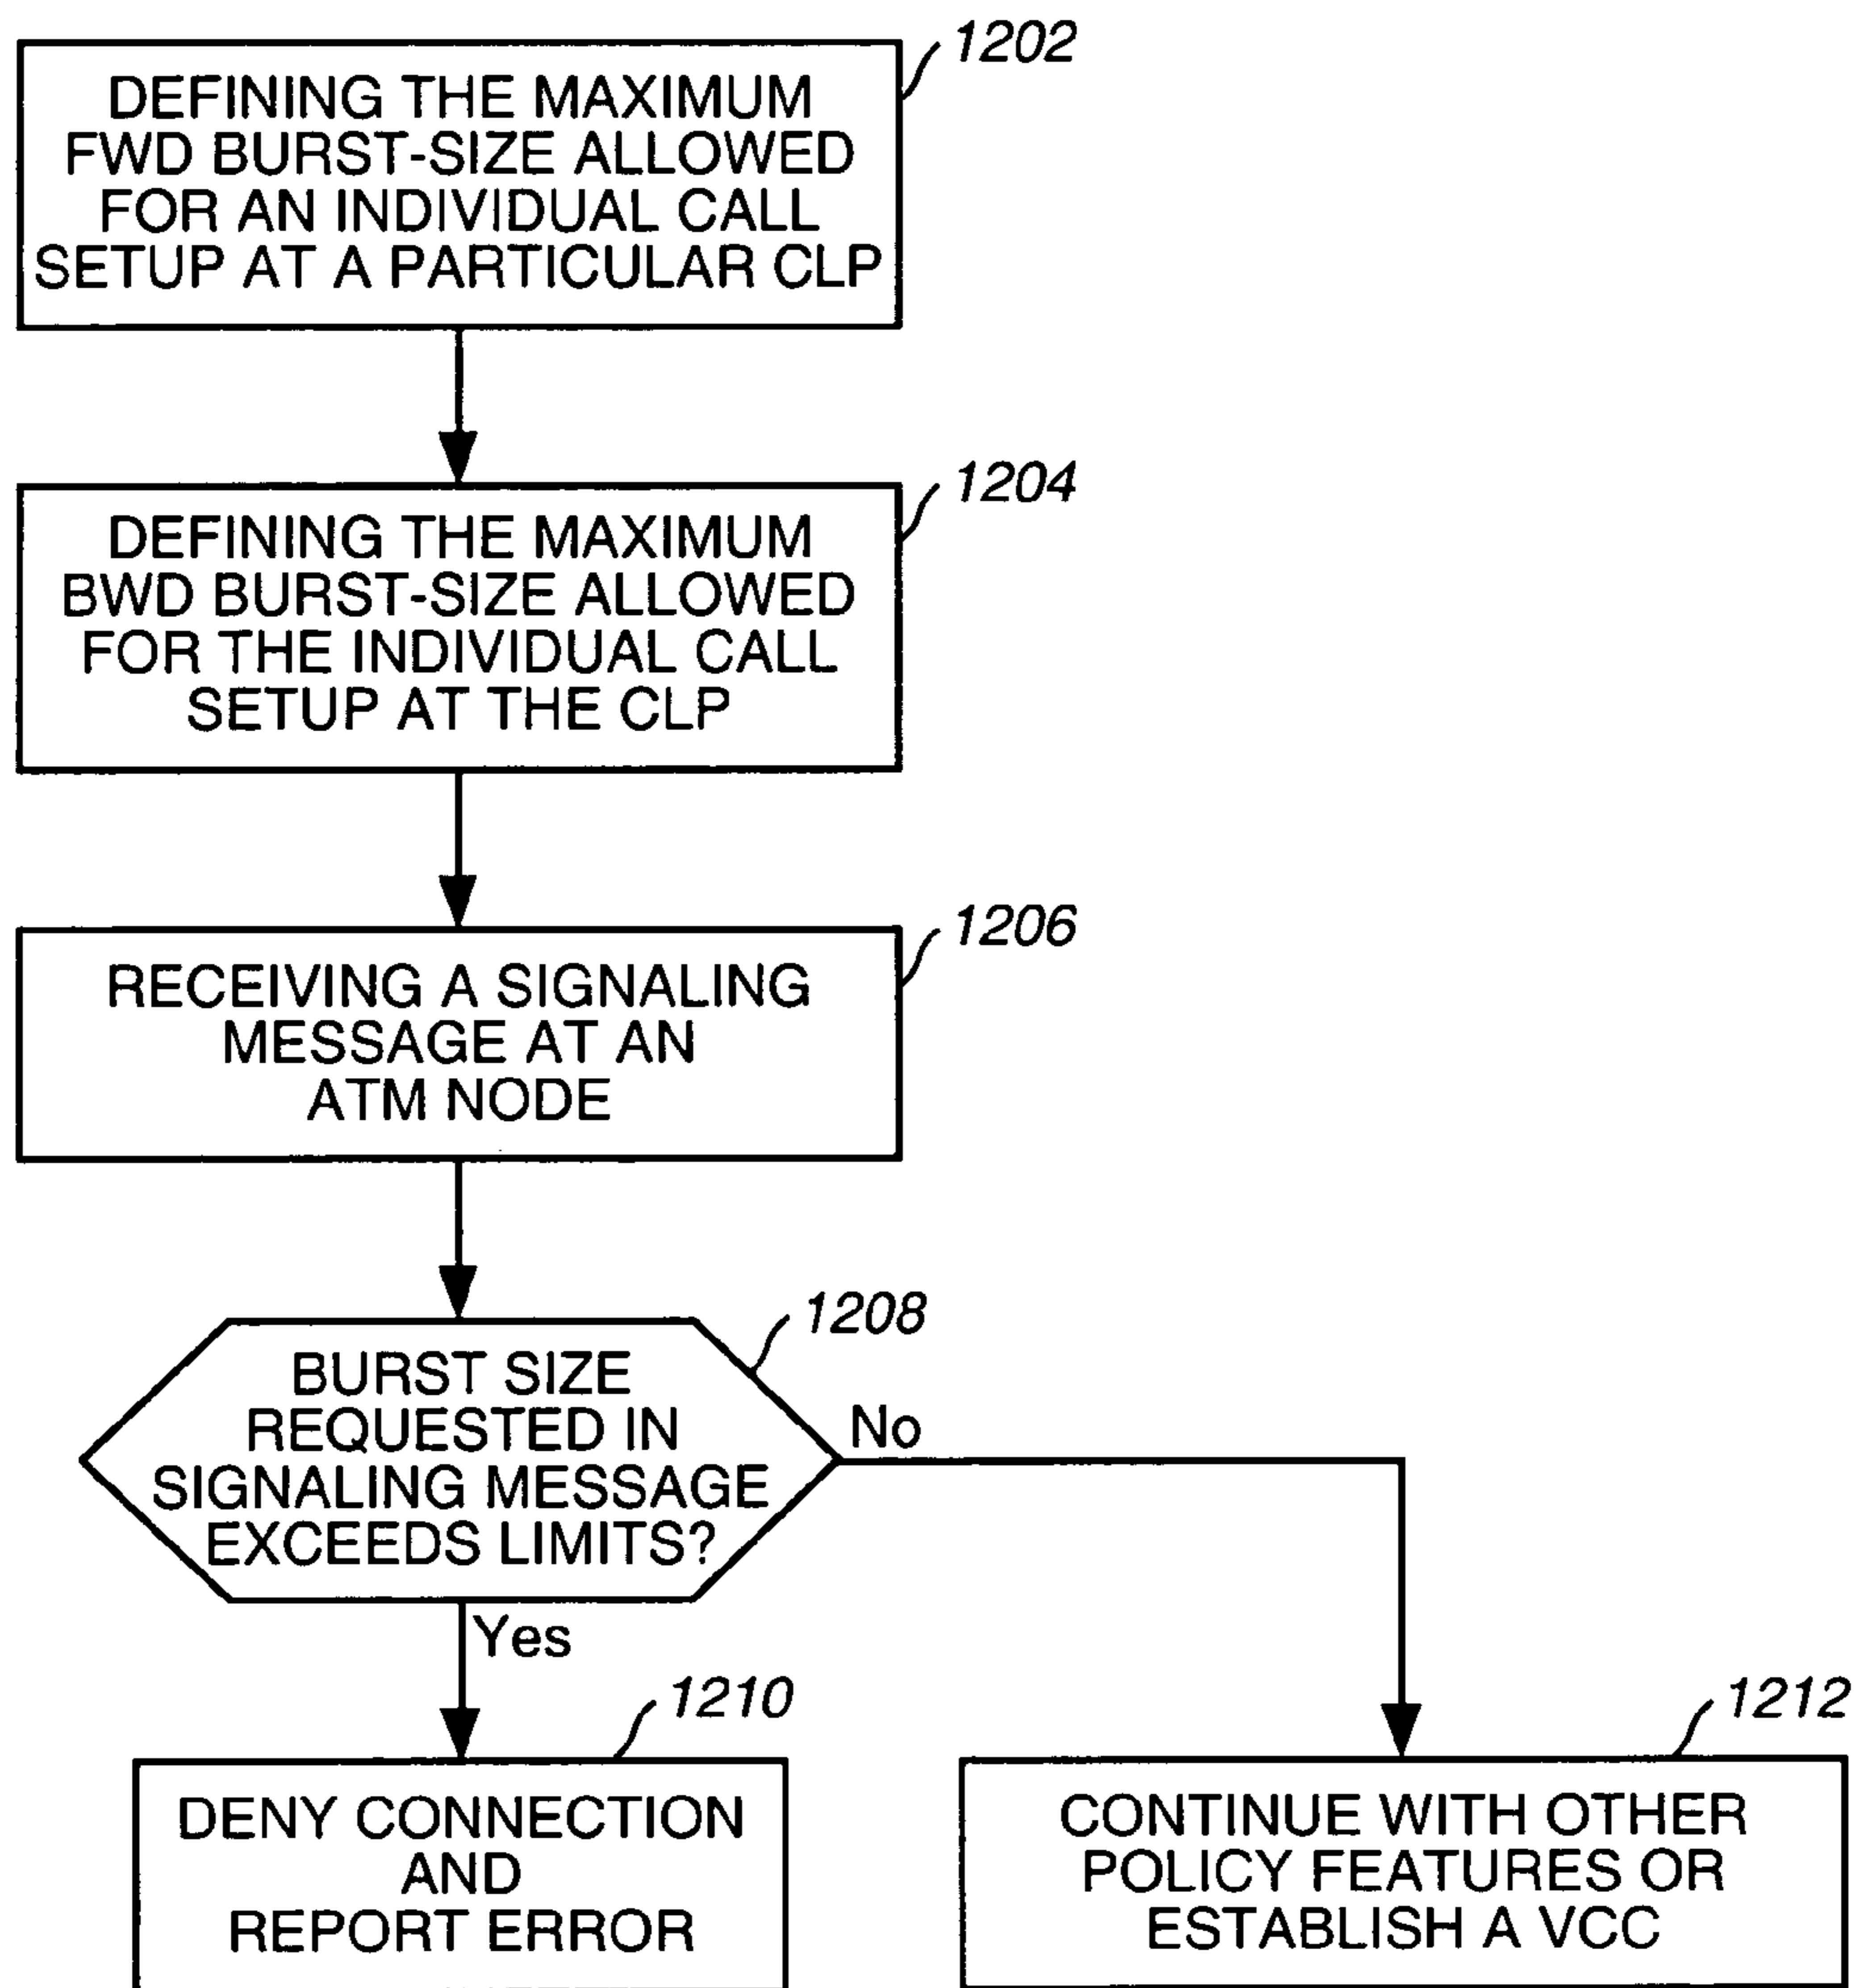 1202
DEFINING THE MAXIMUM
FWD BURST-SIZE ALLOWED
FOR AN INDIVIDUAL CALL
SETUP AT A PARTICULAR CLP
1204
DEFINING THE MAXIMUM
BWD BURST-SIZE ALLOWED
FOR THE INDIVIDUAL CALL
SETUP AT THE CLP
1206
RECEIVING A SIGNALING
MESSAGE AT AN
ATM NODE
1208
BURST SIZE
REQUESTED IN
SIGNALING MESSAGE
EXCEEDS LIMITS?
No
Yes
1210
DENY CONNECTION
AND
REPORT ERROR
1212
CONTINUE WITH OTHER
POLICY FEATURES OR
ESTABLISH A VCC